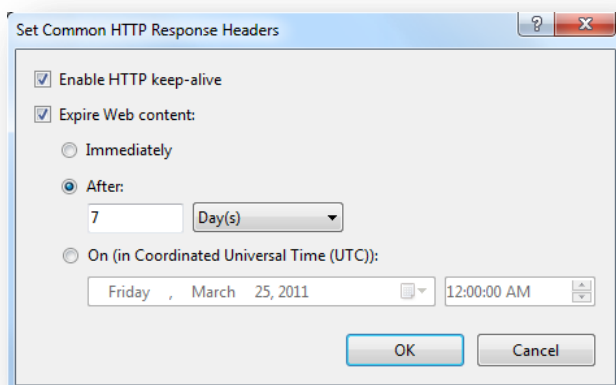 Set Common HTTP Response Headers
Enable HTTP keep-alive
Expire Web content:
Immediately
After:
7 Day(s)
On (in Coordinated Universal Time (UTC)):
Friday , March 25, 2011 12:00:00 AM
OK Cancel